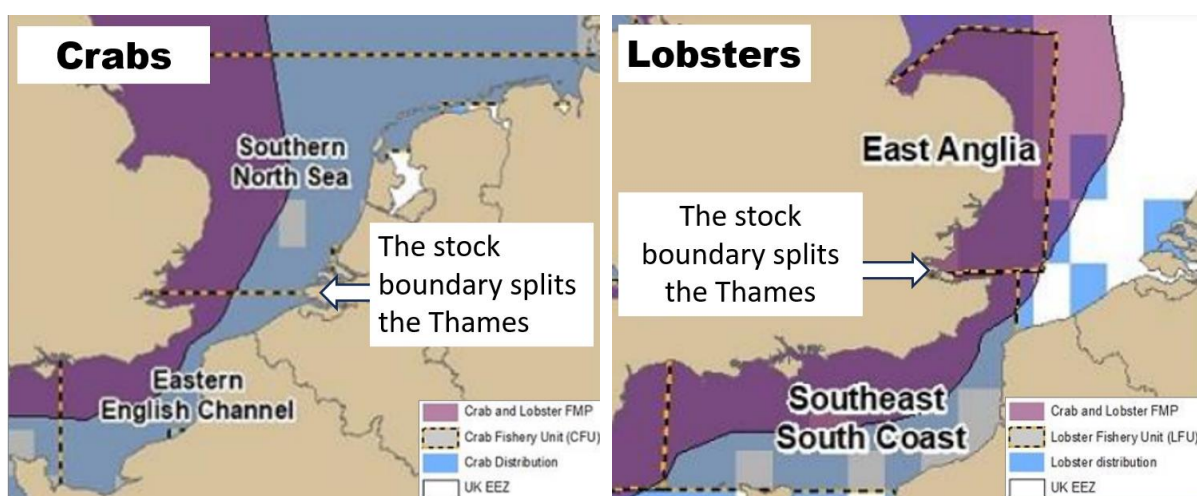 Crabs
Southern
North Sea
The stock
boundary splits
the Thames
Eastern
English Channel
Crab and Lobster FMP
Crab Fishery Unit (CFU)
Crab Distribution
UK EEZ
Lobsters
East Anglia
The stock
boundary splits
the Thames
Southeast
South Coast
Crab and Lobster FMP
Lobster Fishery Unit (LFU)
Lobster distribution
UK EEZ